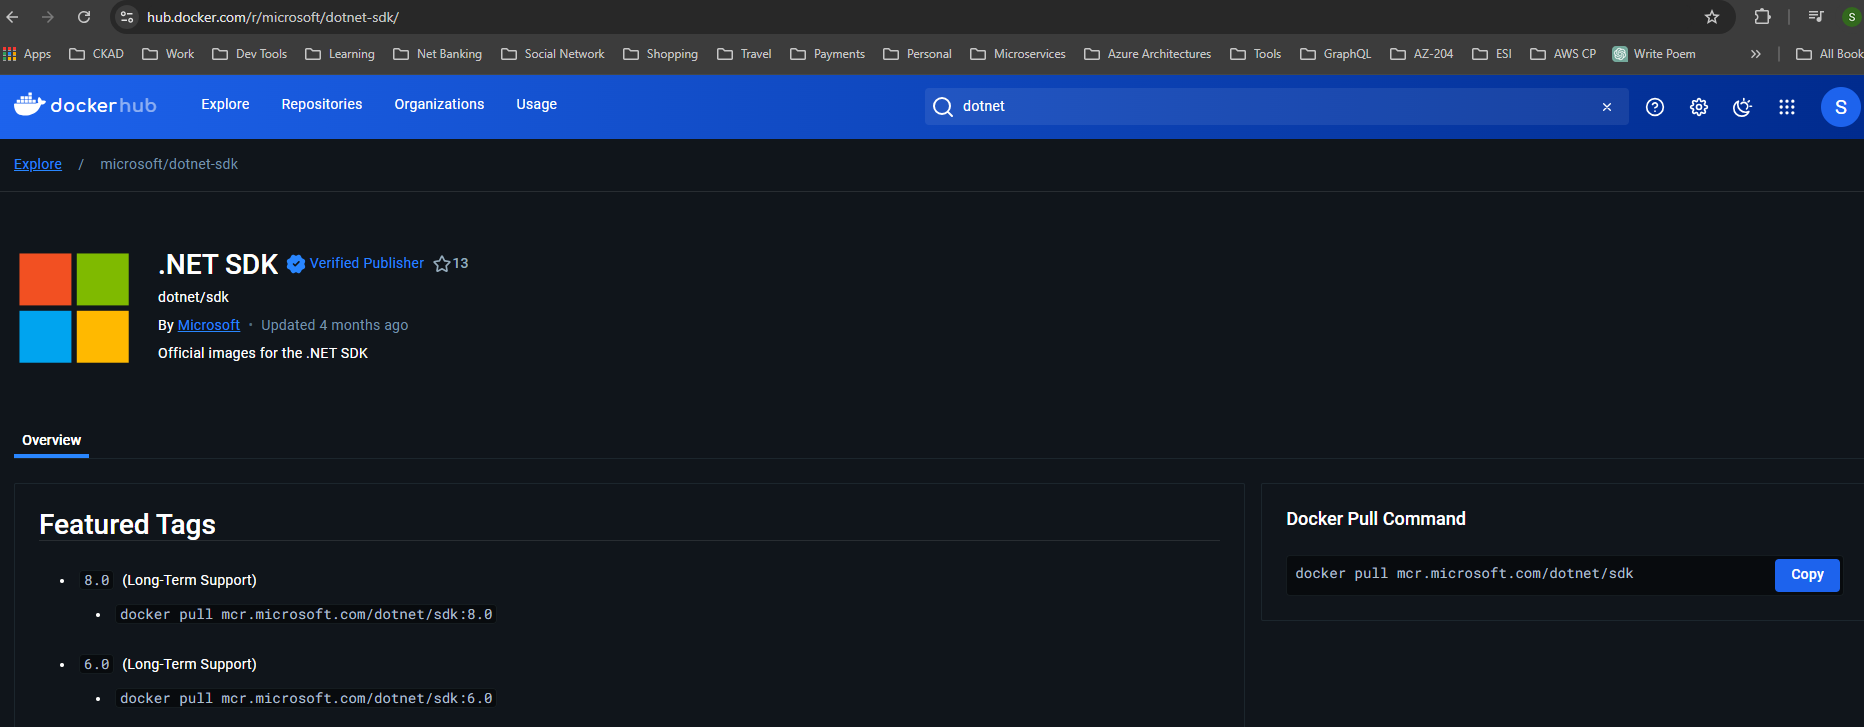 hub.docker.com/r/microsoft/dotnet-sdk/
S
Apps CKAD Work Dev Tools Learning Net Banking Social Network Shopping Travel Payments Personal Microservices Azure Architectures Tools GraphQL AZ-204 ESI AWS CP Write Poem » All Book
dockerhub Explore Repositories Organizations Usage dotnet S
Explore / microsoft/dotnet-sdk
.NET SDK Verified Publisher 13
dotnet/sdk
By Microsoft · Updated 4 months ago
Official images for the .NET SDK
Overview
Featured Tags
• 8.0 (Long-Term Support)
• docker pull mcr.microsoft.com/dotnet/sdk:8.0
• 6.0 (Long-Term Support)
• docker pull mcr.microsoft.com/dotnet/sdk:6.0
Docker Pull Command
docker pull mcr.microsoft.com/dotnet/sdk Copy